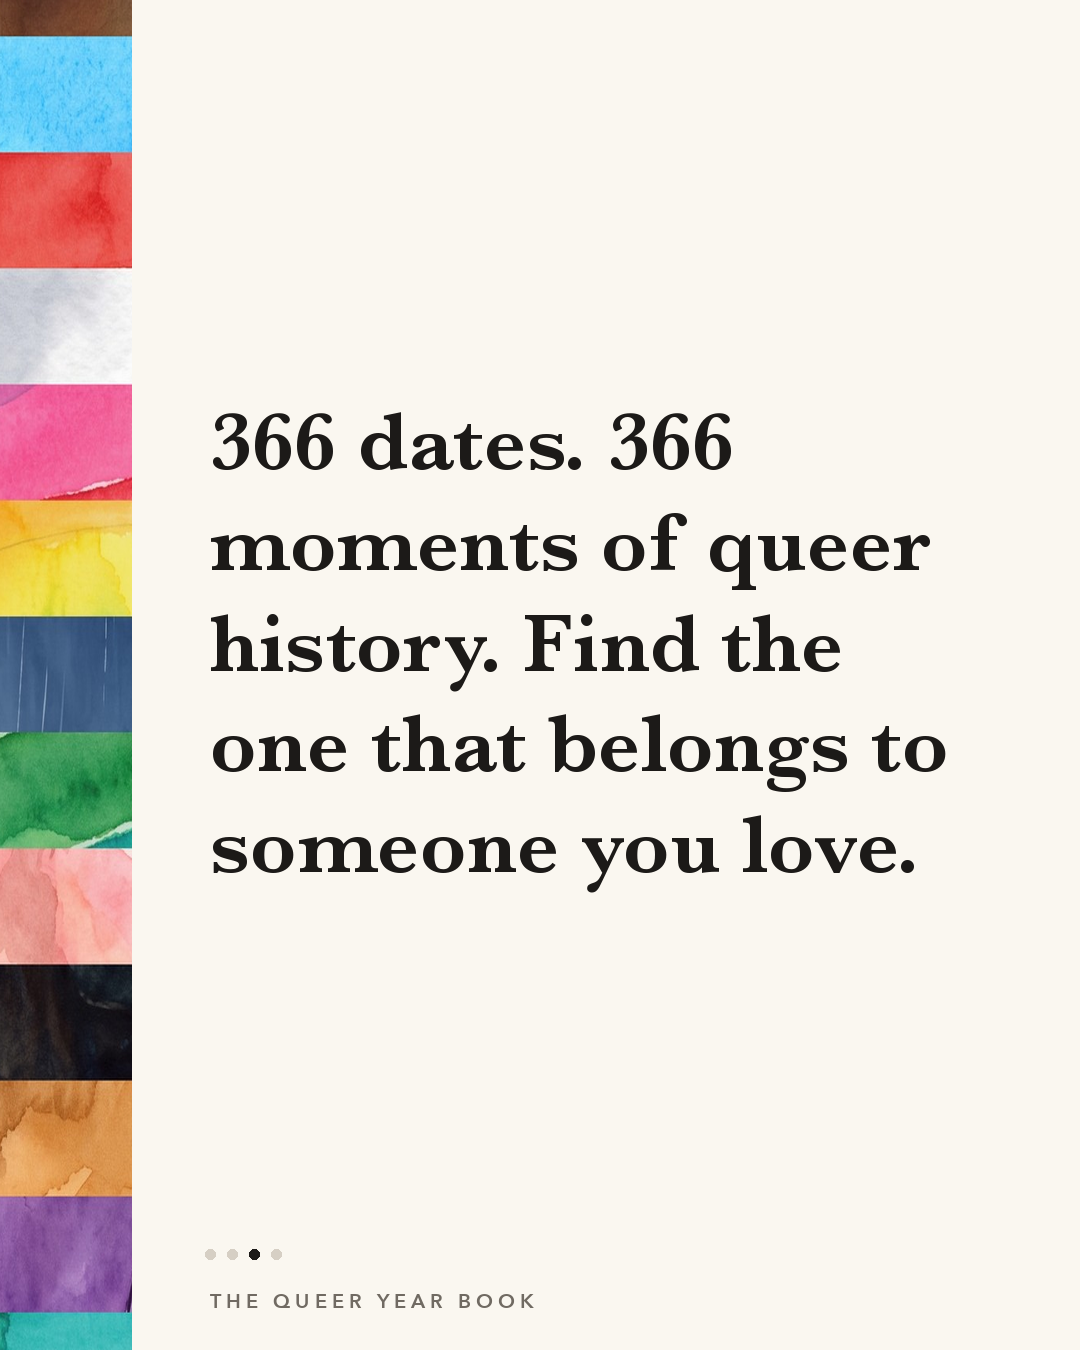 366 dates. 366
moments of queer
history. Find the
one that belongs to
someone you love.
THE QUEER YEAR BOOK